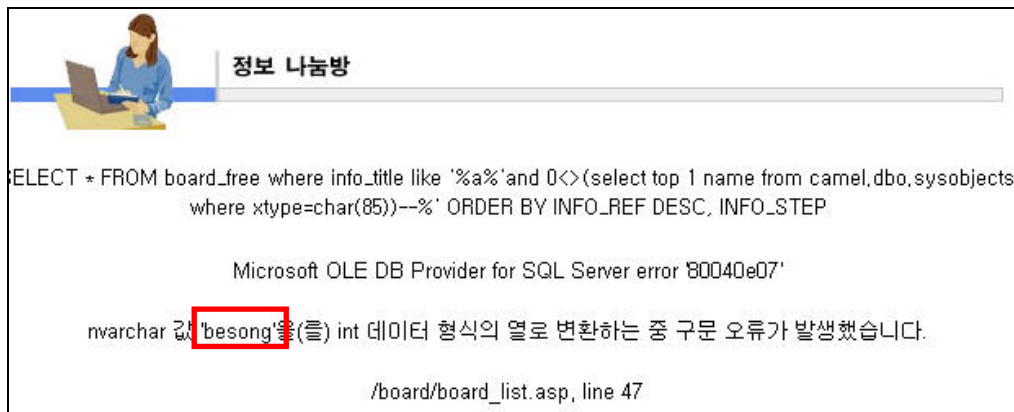 정보 나눔방
SELECT * FROM board_free where info_title like '%a%'and 0<>(select top 1 name from camel.dbo.sysobjects
where xtype=char(85))--%' ORDER BY INFO_REF DESC, INFO_STEP
Microsoft OLE DB Provider for SQL Server error '80040e07'
nvarchar 값 'besong'을(를) int 데이터 형식의 열로 변환하는 중 구문 오류가 발생했습니다.
/board/board_list.asp, line 47